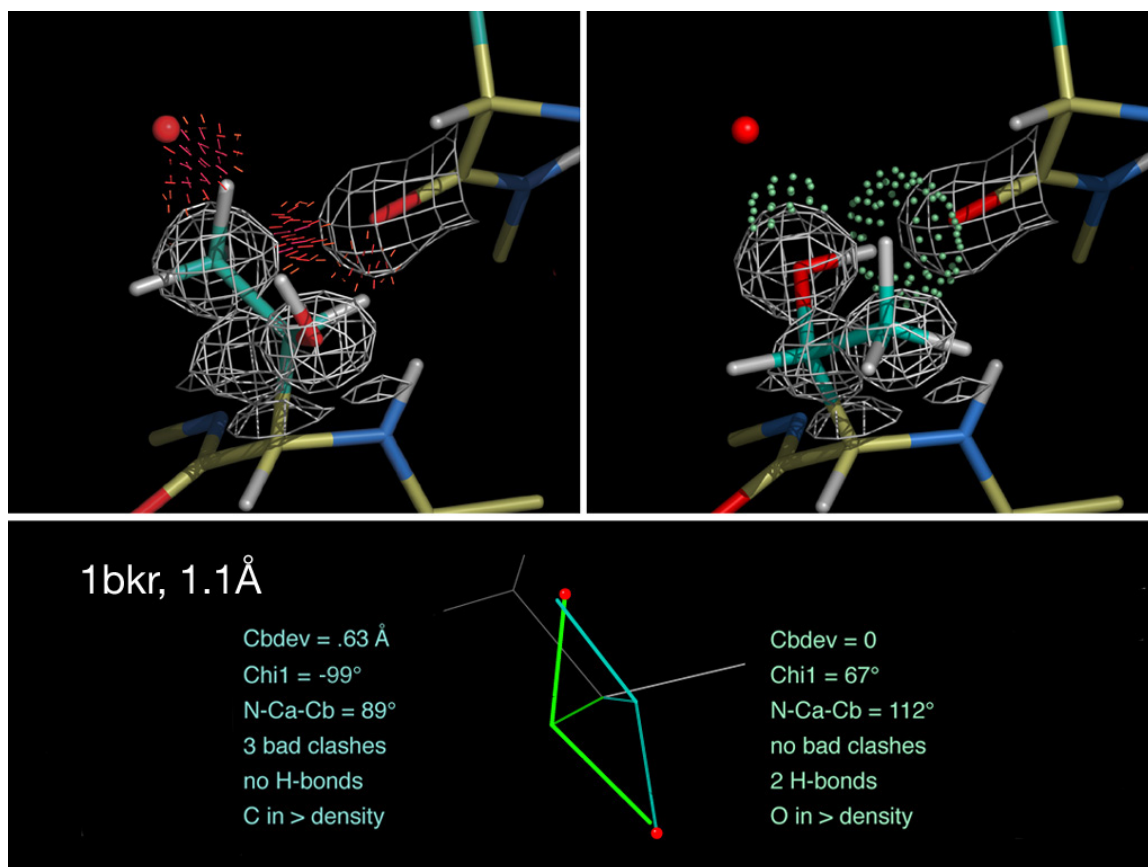 1bkr, 1.1Å
Cbdev = .63 Å
Chi1 = -99°
N-Ca-Cb = 89°
3 bad clashes
no H-bonds
C in > density
Cbdev = 0
Chi1 = 67°
N-Ca-Cb = 112°
no bad clashes
2 H-bonds
O in > density